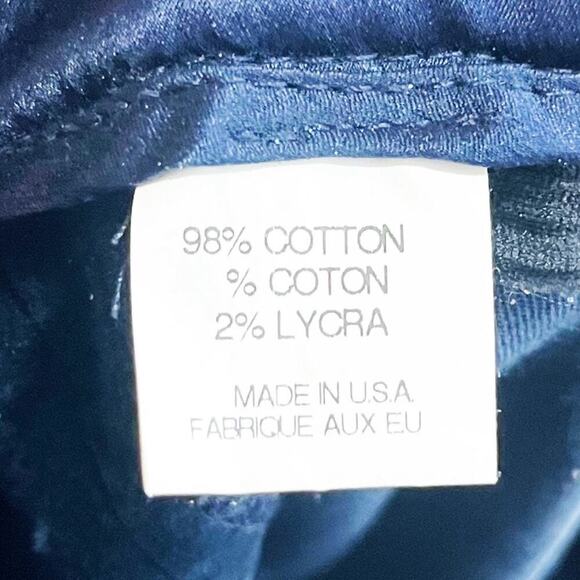 98% COTTON
% COTON
2% LYCRA
MADE IN U.S.A.
FABRIQUE AUX EU